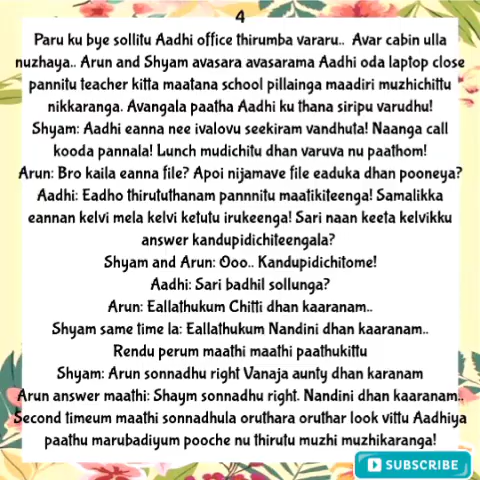 4
Paru ku bye sollitu Aadhi office thirumba vararu.. Avar cabin ulla
nuzhaya.. Arun and Shyam avasara avasarama Aadhi oda laptop close
pannitu teacher kitta maatana school pillainga maadiri muzhichittu
nikkaranga. Avangala paatha Aadhi ku thana siripu varudhu!
Shyam: Aadhi eanna nee ivalovu seekiram vandhuta! Naanga call
kooda pannala! Lunch mudichitu dhan varuva nu paathom!
Arun: Bro kaila eanna file? Apoi nijamave file eaduka dhan pooneya?
Aadhi: Eadho thirututhanam pannnitu maatikiteenga! Samalikka
eannan kelvi mela kelvi ketutu irukeenga! Sari naan keeta kelvikku
answer kandupidichiteengala?
Shyam and Arun: Ooo.. Kandupidichitome!
Aadhi: Sari badhil sollunga?
Arun: Eallathukum Chitti dhan kaaranam..
Shyam same time la: Eallathukum Nandini dhan kaaranam..
Rendu perum maathi maathi paathukittu
Shyam: Arun sonnadhu right Vanaja aunty dhan karanam
Arun answer maathi: Shaym sonnadhu right. Nandini dhan kaaranam..
Second timeum maathi sonnadhula oruthara oruthar look vittu Aadhiya
paathu marubadiyum pooche nu thirutu muzhi muzhikaranga!
SUBSCRIBE